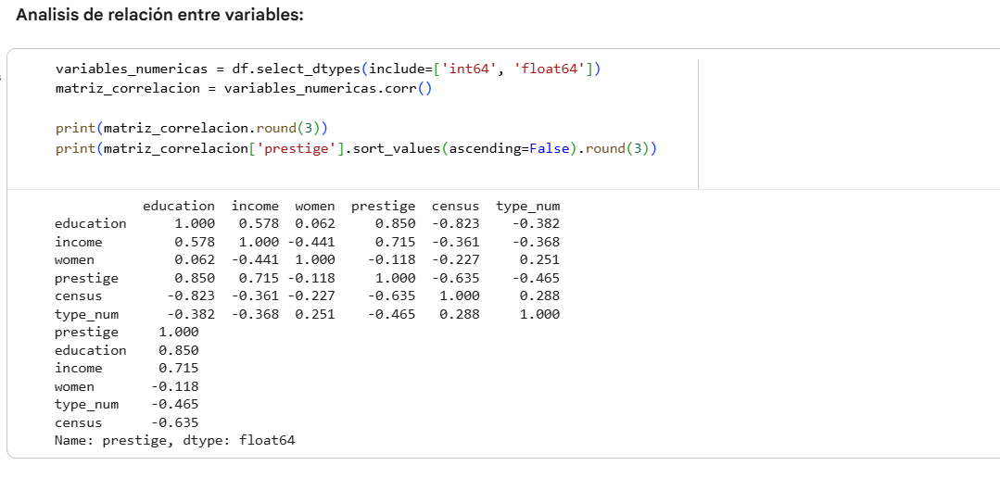 Analisis de relación entre variables:
variables_numericas = df.select_dtypes(include=['int64', 'float64'])
matriz_correlacion = variables_numericas.corr()
print(matriz_correlacion.round(3))
print(matriz_correlacion['prestige'].sort_values(ascending=False).round(3))
education income women prestige census type_num
education 1.000 0.578 0.062 0.850 -0.823 -0.382
income 0.578 1.000 -0.441 0.715 -0.361 -0.368
women 0.062 -0.441 1.000 -0.118 -0.227 0.251
prestige 0.850 0.715 -0.118 1.000 -0.635 -0.465
census -0.823 -0.361 -0.227 -0.635 1.000 0.288
type_num -0.382 -0.368 0.251 -0.465 0.288 1.000
prestige 1.000
education 0.850
income 0.715
women -0.118
type_num -0.465
census -0.635
Name: prestige, dtype: float64